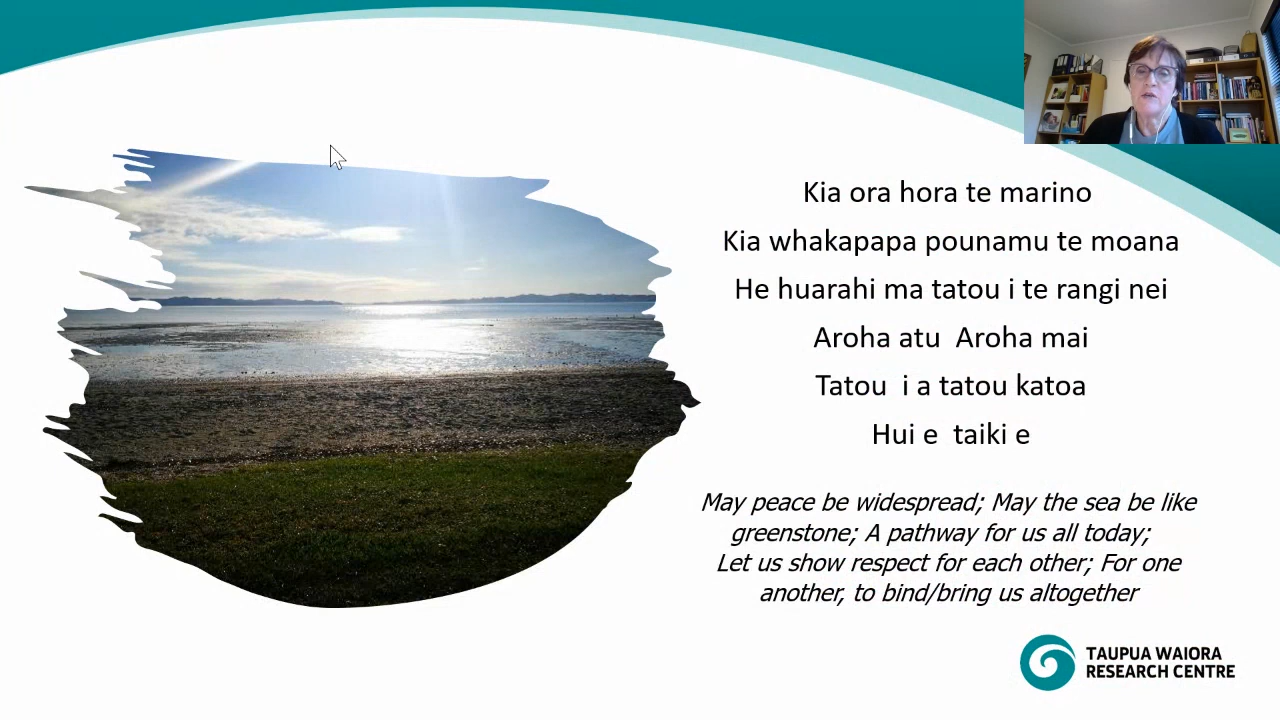 Kia ora hora te marino
Kia whakapapa pounamu te moana
He huarahi ma tatou i te rangi nei
Aroha atu  Aroha mai
Tatou  i a tatou katoa
Hui e  taiki e
May peace be widespread; May the sea be like
greenstone; A pathway for us all today;
Let us show respect for each other; For one
another, to bind/bring us altogether
TAUPUA WAIORA
RESEARCH CENTRE